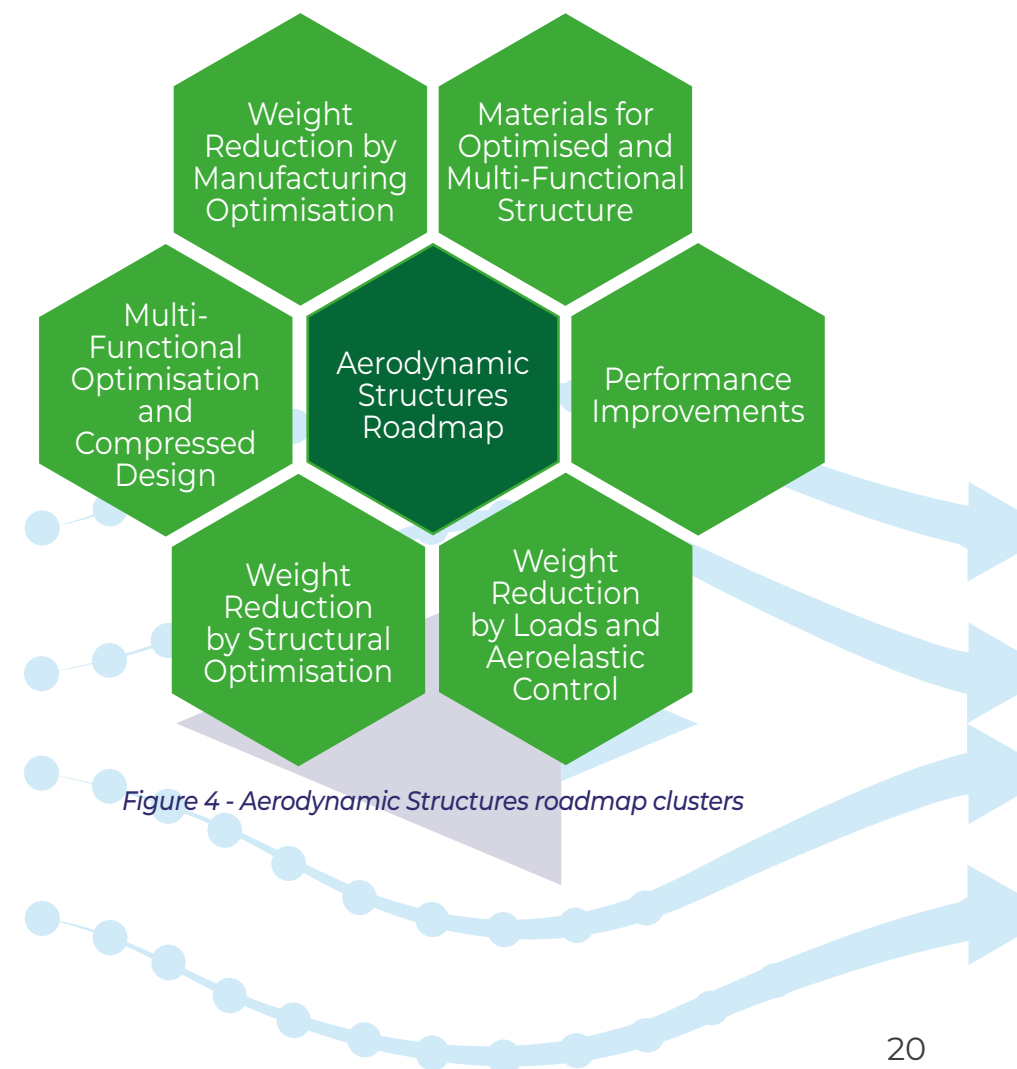 Weight
Reduction by
Manufacturing
Optimisation
Materials for
Optimised and
Multi-Functional
Structure
Multi-
Functional
Optimisation
and
Compressed
Design
Aerodynamic
Structures
Roadmap
Performance
Improvements
Weight
Reduction
by Structural
Optimisation
Weight
Reduction
by Loads and
Aeroelastic
Control
Figure 4 - Aerodynamic Structures roadmap clusters
20